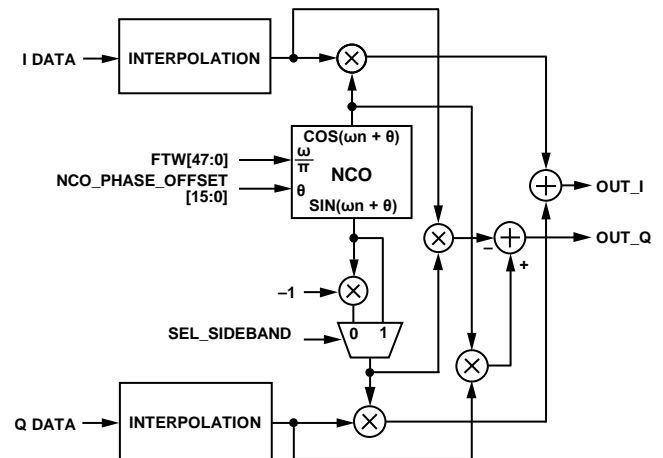 I DATA
INTERPOLATION
COS(ωn + θ)
FTW[47:0]
ω
π
NCO
NCO_PHASE_OFFSET
[15:0]
θ
SIN(ωn + θ)
OUT_I
OUT_Q
–
+
–1
0 1
SEL_SIDEBAND
Q DATA
INTERPOLATION